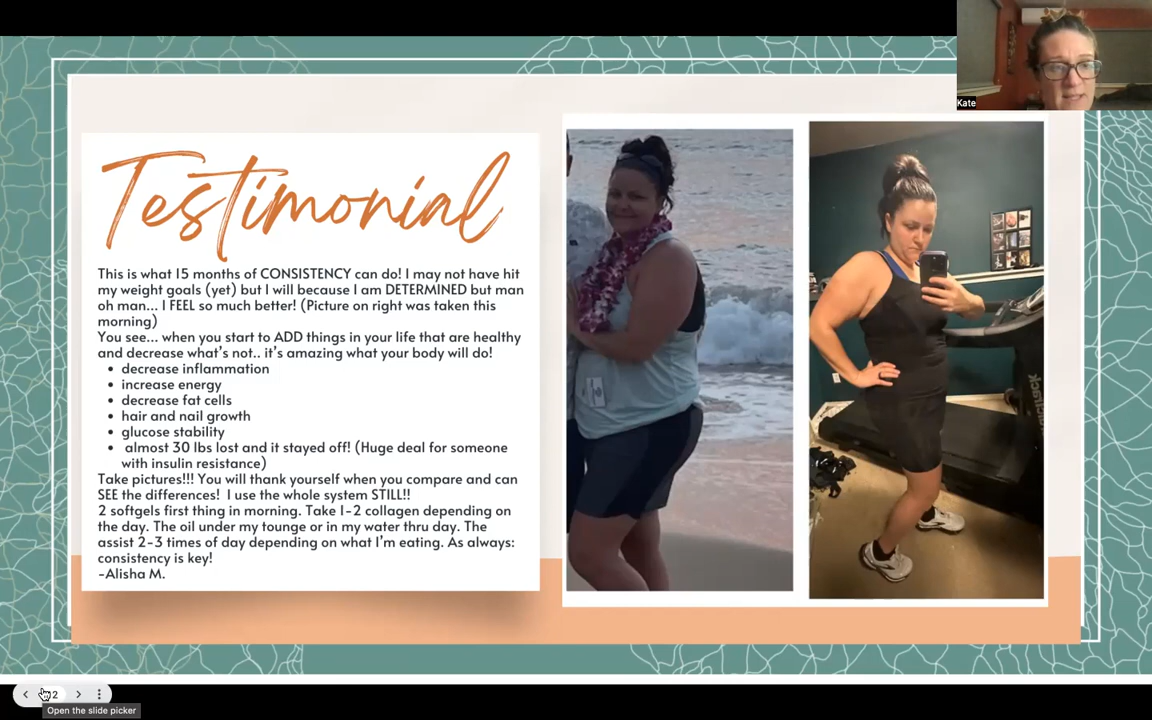 Kate
Testimonial
This is what 15 months of CONSISTENCY can do! I may not have hit
my weight goals (yet) but I will because I am DETERMINED but man
oh man... I FEEL so much better! (Picture on right was taken this
morning)
You see... when you start to ADD things in your life that are healthy
and decrease what's not.. it's amazing what your body will do!
• decrease inflammation
• increase energy
• decrease fat cells
• hair and nail growth
• glucose stability
• almost 30 lbs lost and it stayed off! (Huge deal for someone
with insulin resistance)
Take pictures!!! You will thank yourself when you compare and can
SEE the differences! I use the whole system STILL!!
2 softgels first thing in morning. Take 1-2 collagen depending on
the day. The oil under my tounge or in my water thru day. The
assist 2-3 times of day depending on what I'm eating. As always:
consistency is key!
-Alisha M.
Open the slide picker